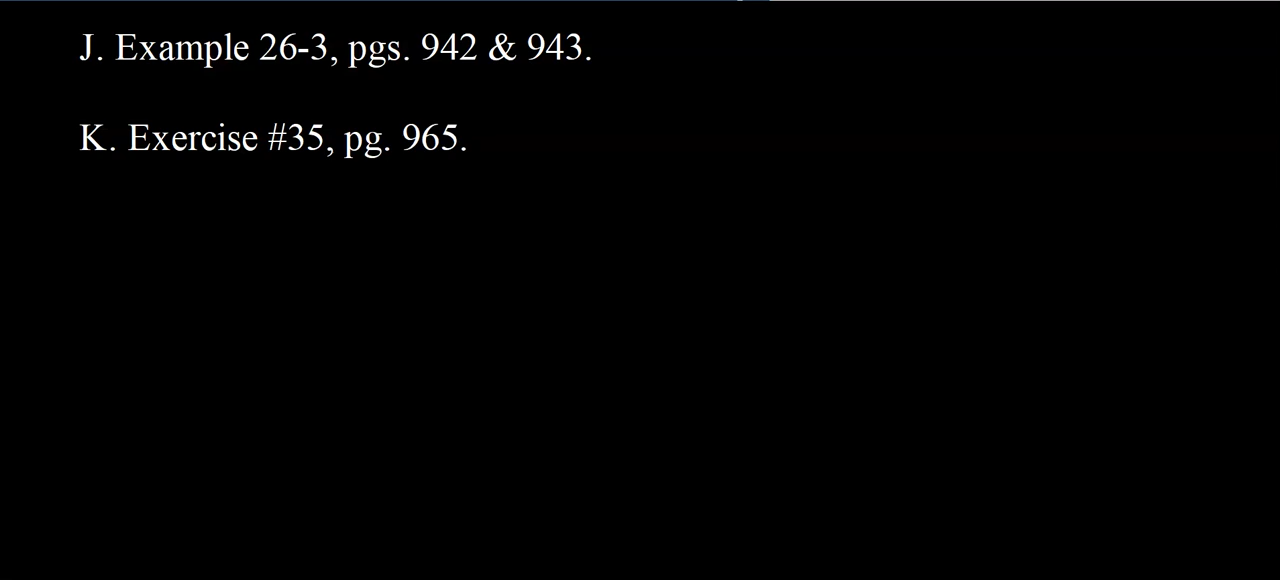 J. Example 26-3, pgs. 942 & 943.
K. Exercise #35, pg. 965.